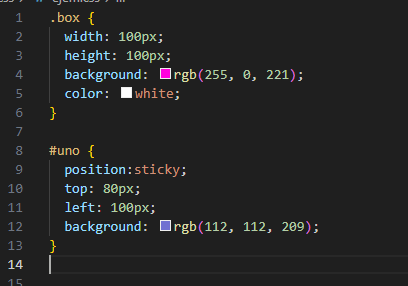 1 .box {
2 width: 100px;
3 height: 100px;
4 background: rgb(255, 0, 221);
5 color: white;
6 }
7
8 #uno {
9 position:sticky;
10 top: 80px;
11 left: 100px;
12 background: rgb(112, 112, 209);
13 }
14
15